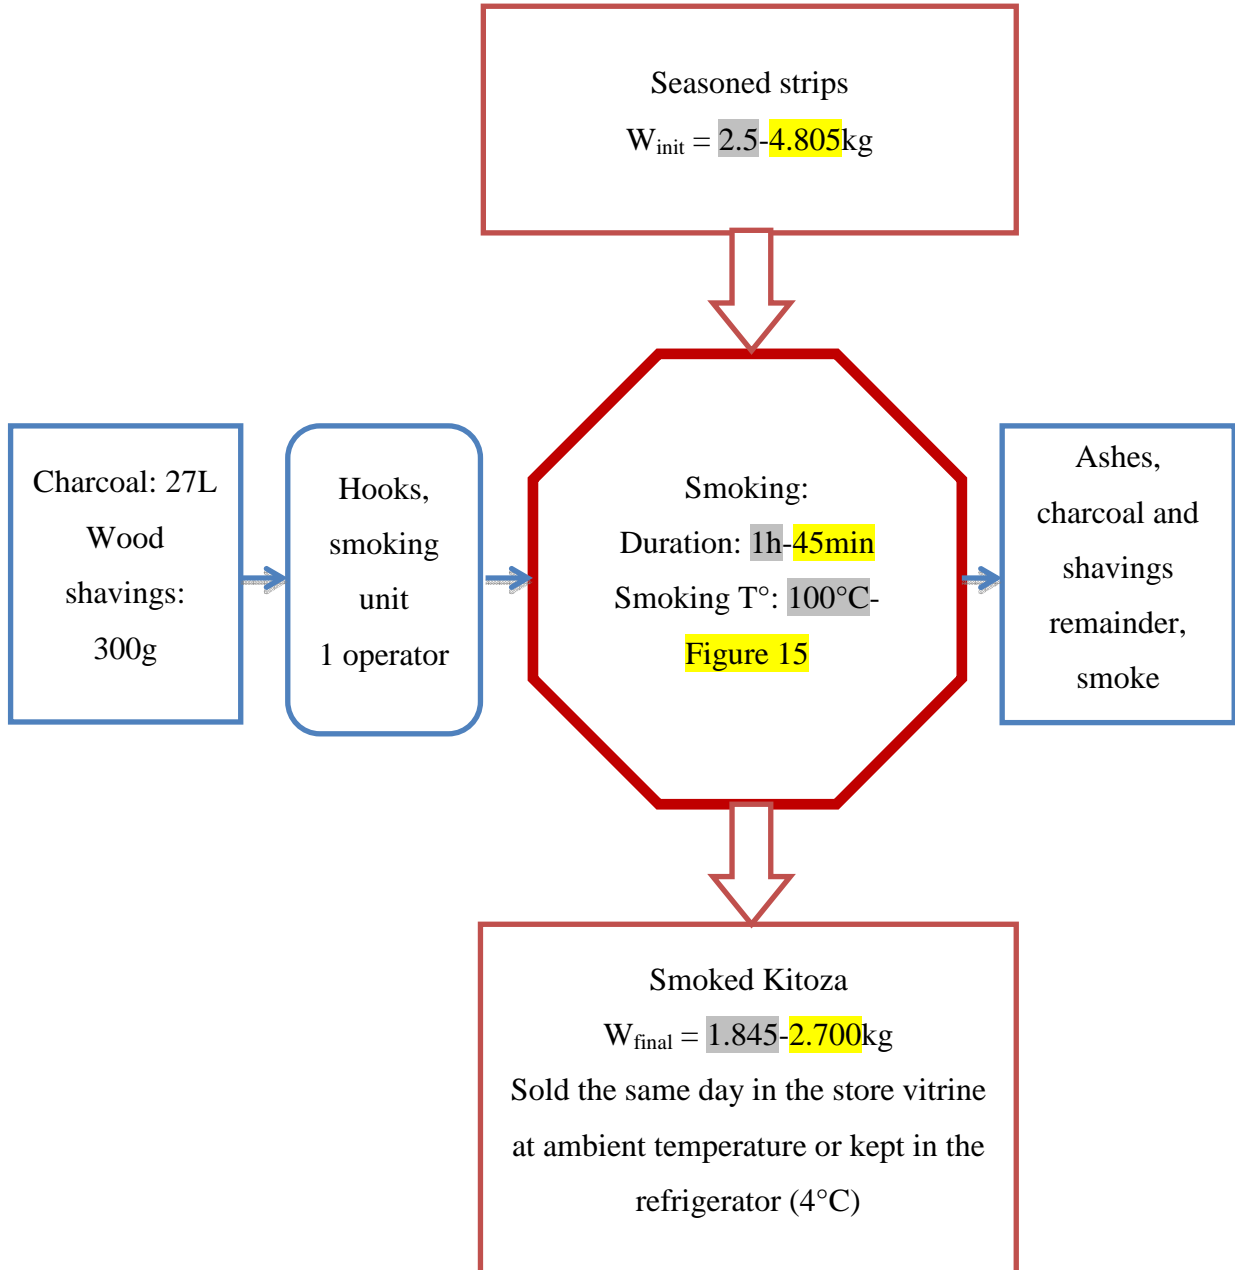 Seasoned strips
W_init = 2.5-4.805kg
Charcoal: 27L
Wood
shavings:
300g
Hooks,
smoking
unit
1 operator
Smoking:
Duration: 1h-45min
Smoking T°: 100°C-
Figure 15
Ashes,
charcoal and
shavings
remainder,
smoke
Smoked Kitoza
W_final = 1.845-2.700kg
Sold the same day in the store vitrine
at ambient temperature or kept in the
refrigerator (4°C)